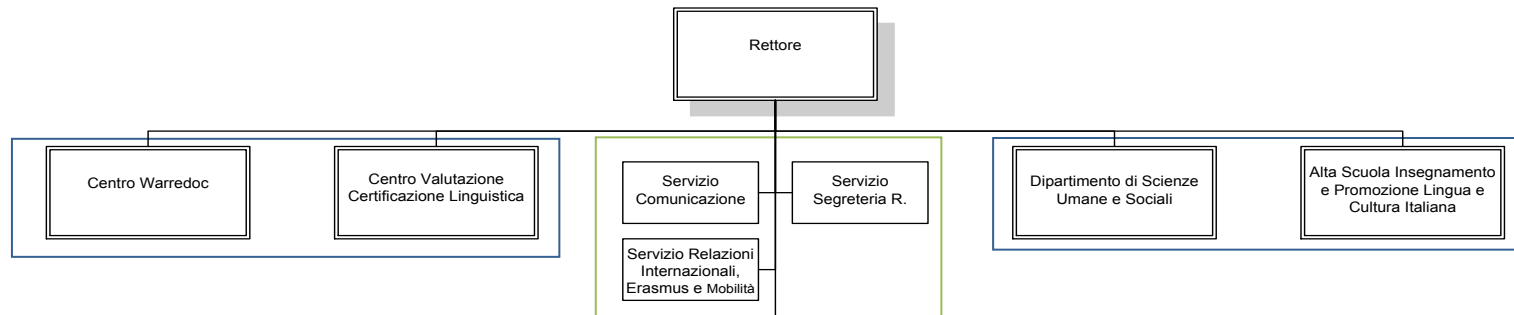 Rettore
Centro Warredoc
Centro Valutazione
Certificazione Linguistica
Servizio
Comunicazione
Servizio
Segreteria R.
Servizio Relazioni
Internazionali,
Erasmus e Mobilità
Dipartimento di Scienze
Umane e Sociali
Alta Scuola Insegnamento
e Promozione Lingua e
Cultura Italiana